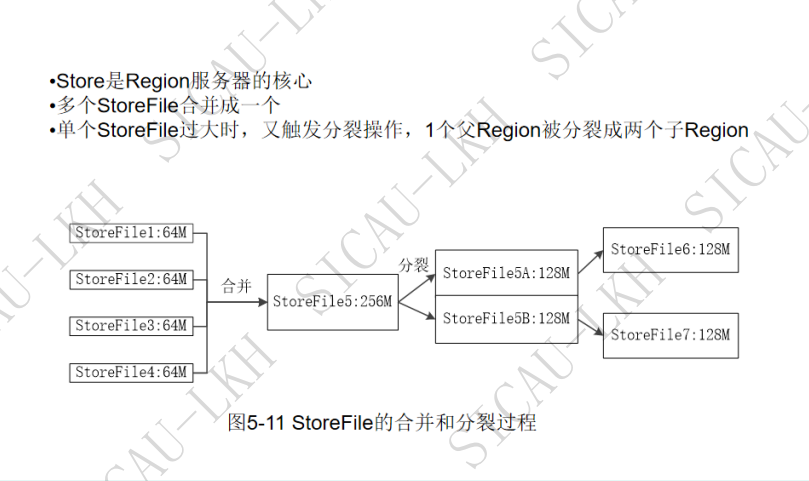 •Store是Region服务器的核心
•多个StoreFile合并成一个
•单个StoreFile过大时，又触发分裂操作，1个父Region被分裂成两个子Region
StoreFile1:64M
StoreFile2:64M
StoreFile3:64M
StoreFile4:64M
合并
StoreFile5:256M
分裂
StoreFile5A:128M
StoreFile5B:128M
StoreFile6:128M
StoreFile7:128M
图5-11 StoreFile的合并和分裂过程
SICAU-LKH
SICAU-LKH
SICAU-LKH
SICAU-LKH